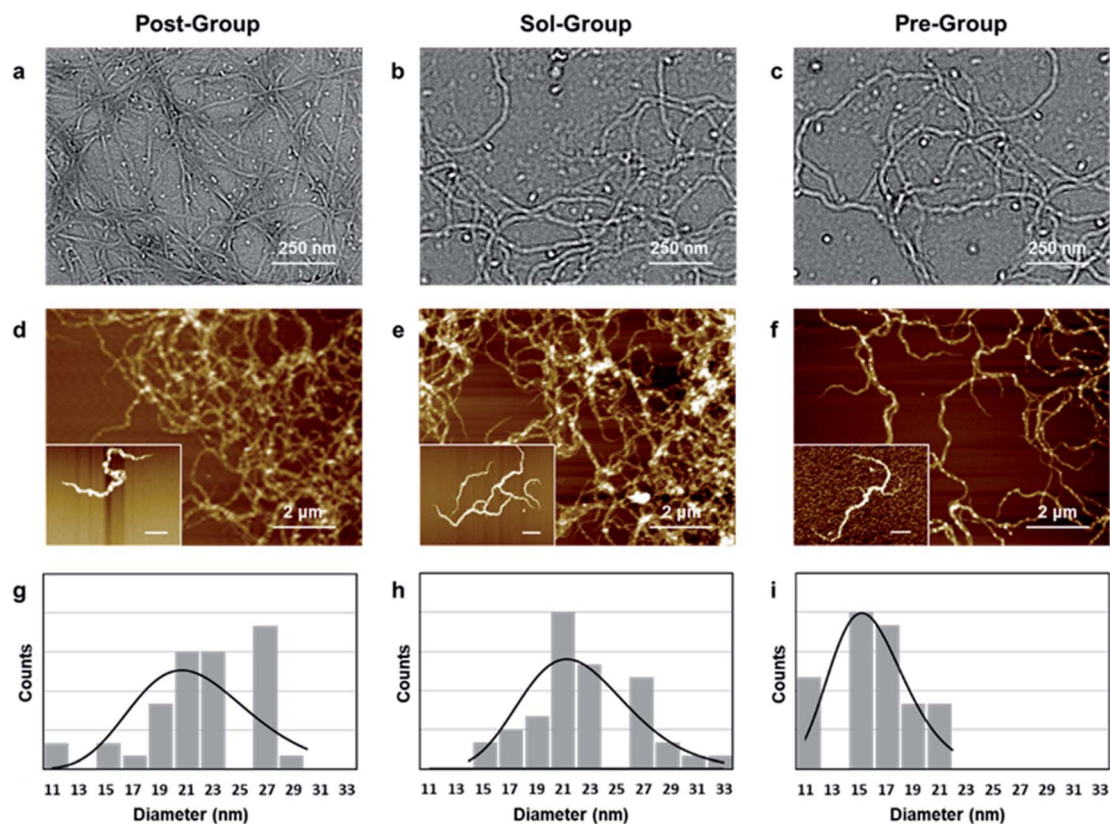 Post-Group Sol-Group Pre-Group
a b c
250 nm 250 nm 250 nm
d e f
2 µm 2 µm 2 µm
g h i
Counts Counts Counts
11 13 15 17 19 21 23 25 27 29 31 33 11 13 15 17 19 21 23 25 27 29 31 33 11 13 15 17 19 21 23 25 27 29 31 33
Diameter (nm) Diameter (nm) Diameter (nm)